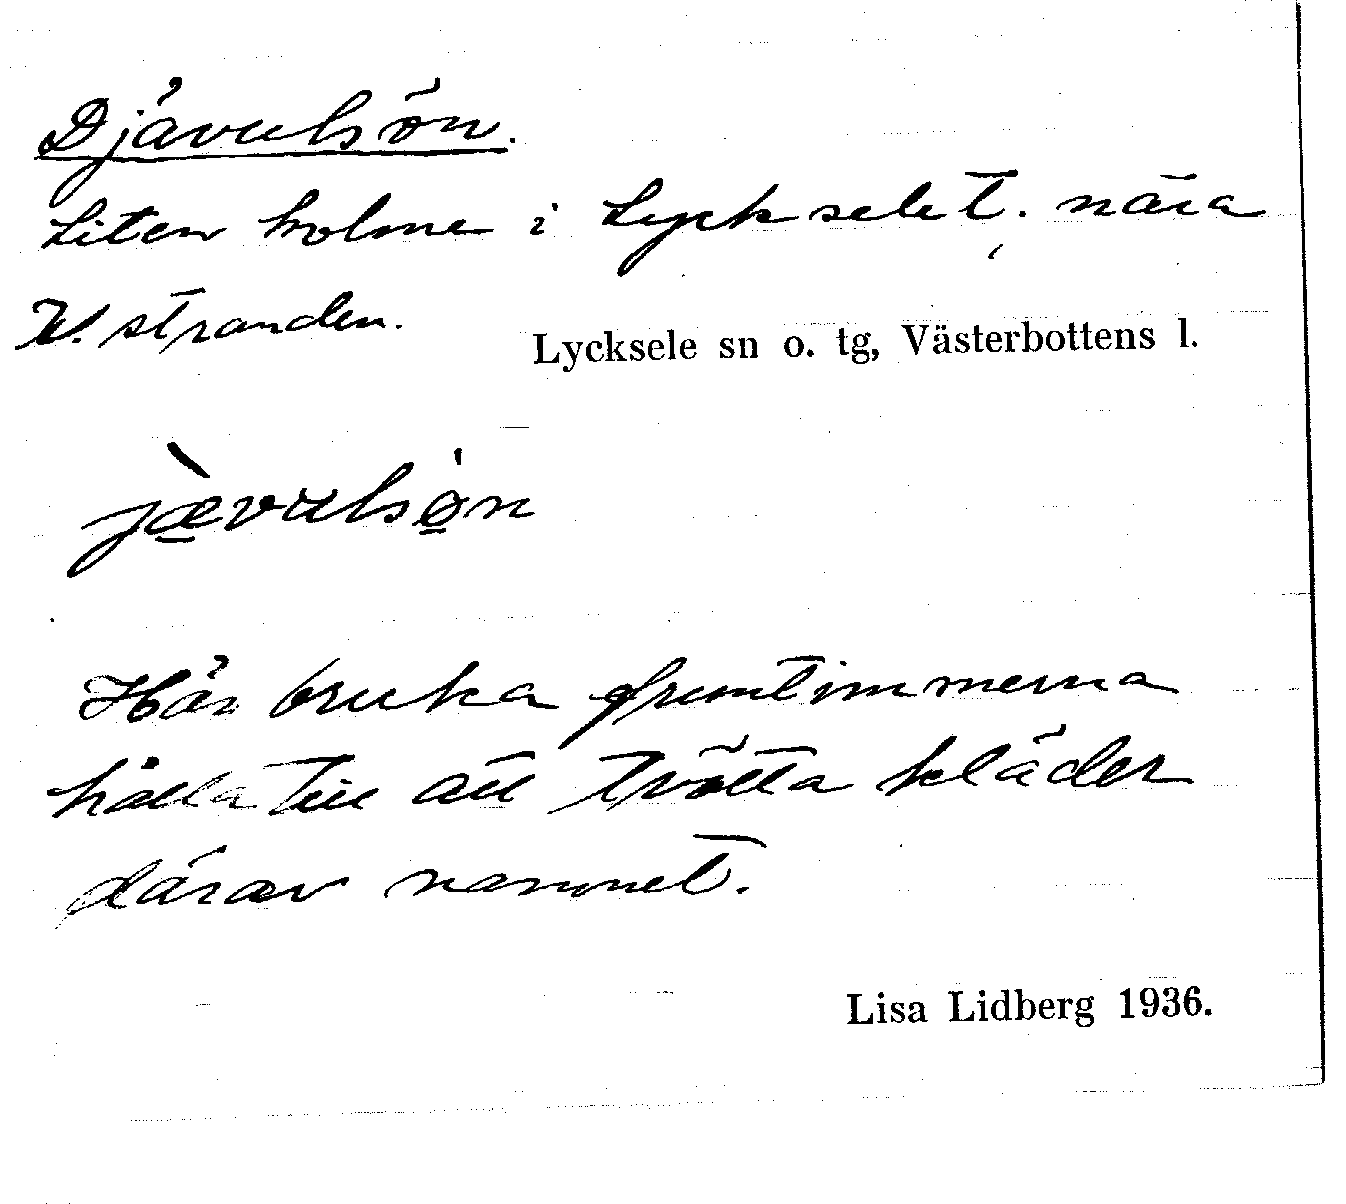 Djävulsön.
Liten holme i Lyckselet, nära
V. stranden.
Lycksele sn o. tg, Västerbottens l.
jævulsøn
Här bruka fruntimmerna
hålla till att tvätta kläder
därav namnet.
Lisa Lidberg 1936.